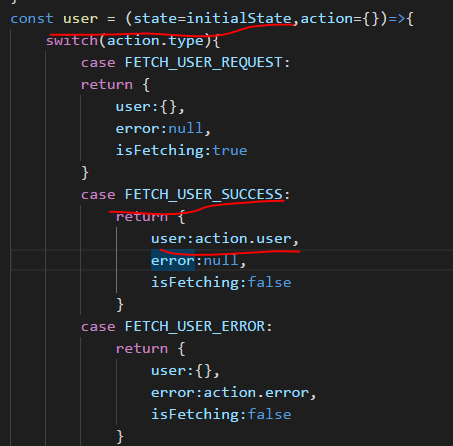 }
const user = (state=initialState,action={})=>{
switch(action.type){
case FETCH_USER_REQUEST:
return {
user:{},
error:null,
isFetching:true
}
case FETCH_USER_SUCCESS:
return {
user:action.user,
error:null,
isFetching:false
}
case FETCH_USER_ERROR:
return {
user:{},
error:action.error,
isFetching:false
}